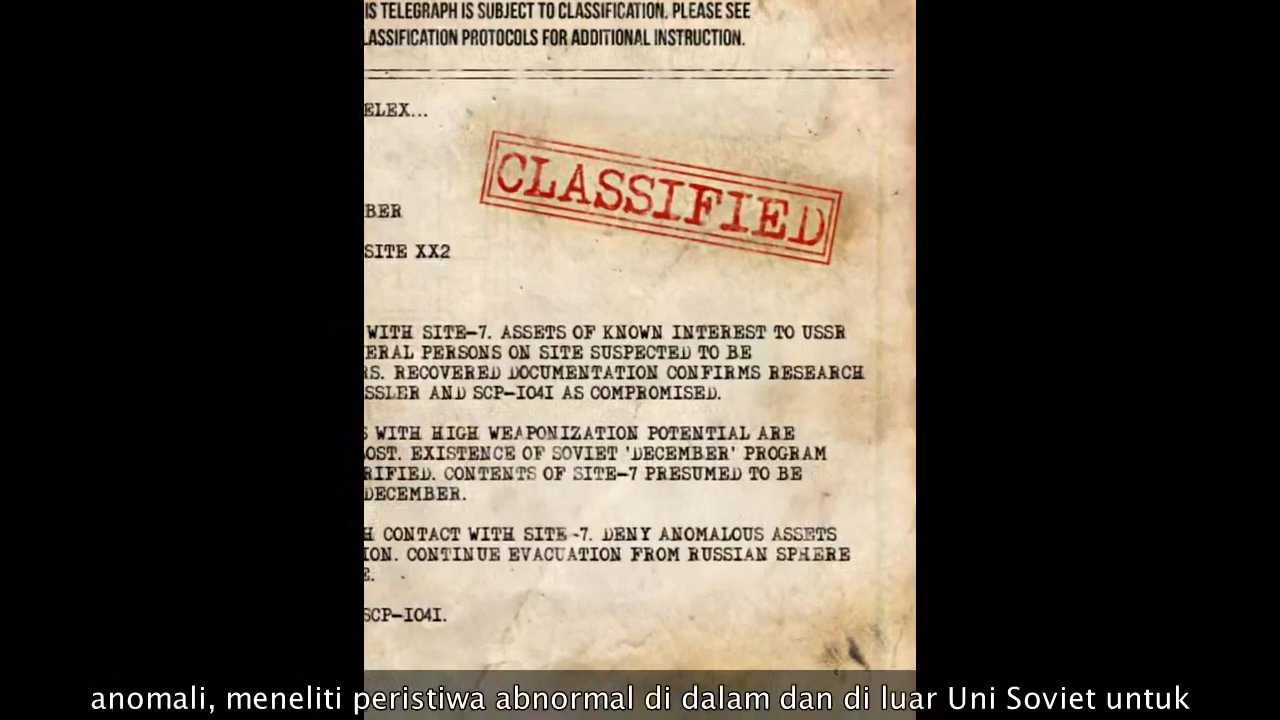 IS TELEGRAPH IS SUBJECT TO CLASSIFICATION. PLEASE SEE
LASSIFICATION PROTOCOLS FOR ADDITIONAL INSTRUCTION.
ELEX...
CLASSIFIED
BER
SITE XX2
WITH SITE-7. ASSETS OF KNOWN INTEREST TO USSR
ERAL PERSONS ON SITE SUSPECTED TO BE
RS. RECOVERED DOCUMENTATION CONFIRMS RESEARCH
SSLER AND SCP-1041 AS COMPROMISED.
S WITH HIGH WEAPONIZATION POTENTIAL ARE
LOST. EXISTENCE OF SOVIET 'DECEMBER' PROGRAM
RIFIED. CONTENTS OF SITE-7 PRESUMED TO BE
DECEMBER.
H CONTACT WITH SITE-7. DENY ANOMALOUS ASSETS
ION. CONTINUE EVACUATION FROM RUSSIAN SPHERE
E.
SCP-1041.
anomali, meneliti peristiwa abnormal di dalam dan di luar Uni Soviet untuk